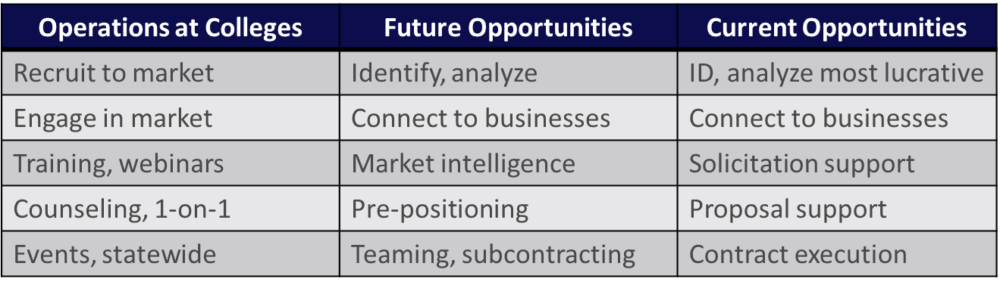 Operations at Colleges Future Opportunities Current Opportunities
Recruit to market Identify, analyze ID, analyze most lucrative
Engage in market Connect to businesses Connect to businesses
Training, webinars Market intelligence Solicitation support
Counseling, 1-on-1 Pre-positioning Proposal support
Events, statewide Teaming, subcontracting Contract execution